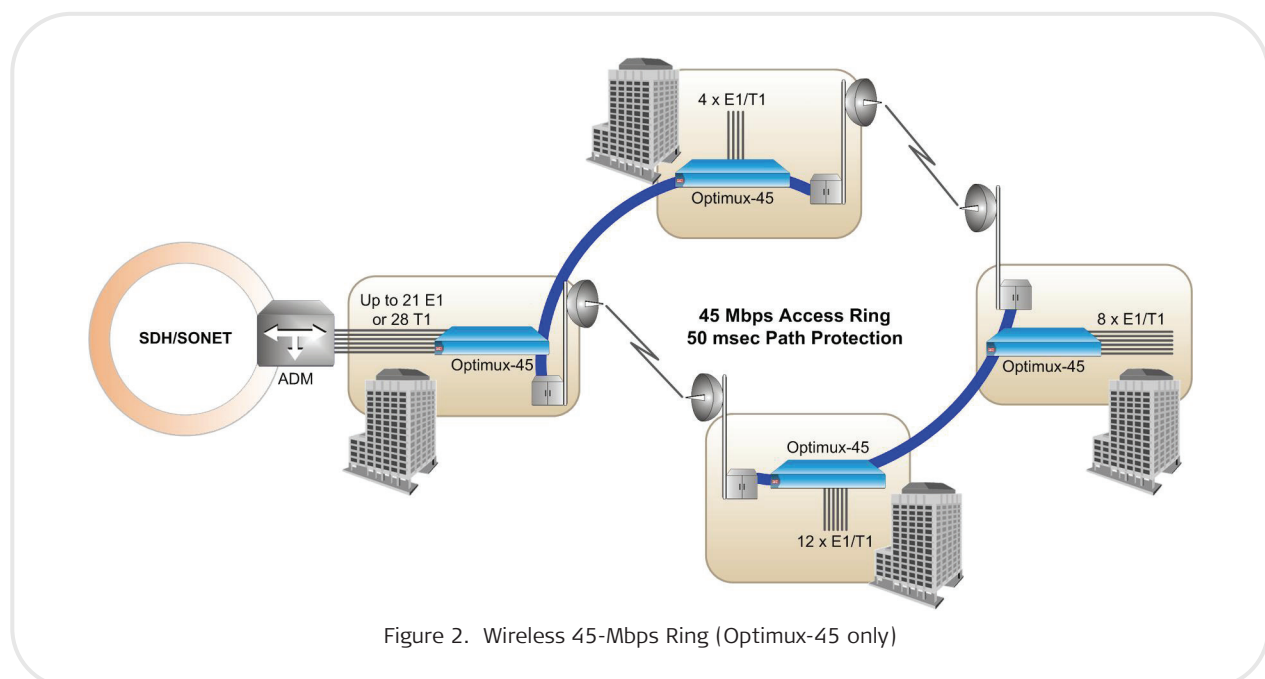 4 x E1/T1
Optimux-45
SDH/SONET
ADM
Up to 21 E1
or 28 T1
Optimux-45
45 Mbps Access Ring
50 msec Path Protection
8 x E1/T1
Optimux-45
Optimux-45
12 x E1/T1
Figure 2. Wireless 45-Mbps Ring (Optimux-45 only)